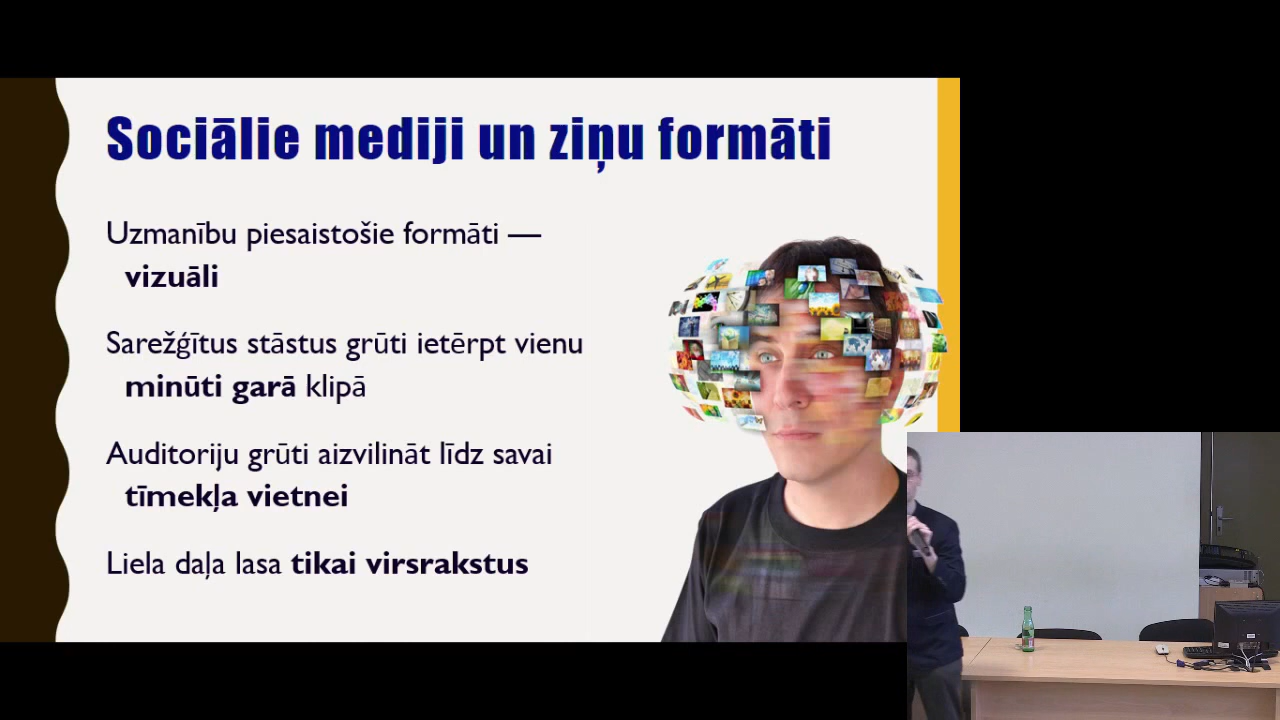 Sociālie mediji un ziņu formāti
Uzmanību piesaistošie formāti —
vizuāli
Sarežģītus stāstus grūti ietērpt vienu
minūti garā klipā
Auditoriju grūti aizvilināt līdz savai
tīmekļa vietnei
Liela daļa lasa tikai virsrakstus